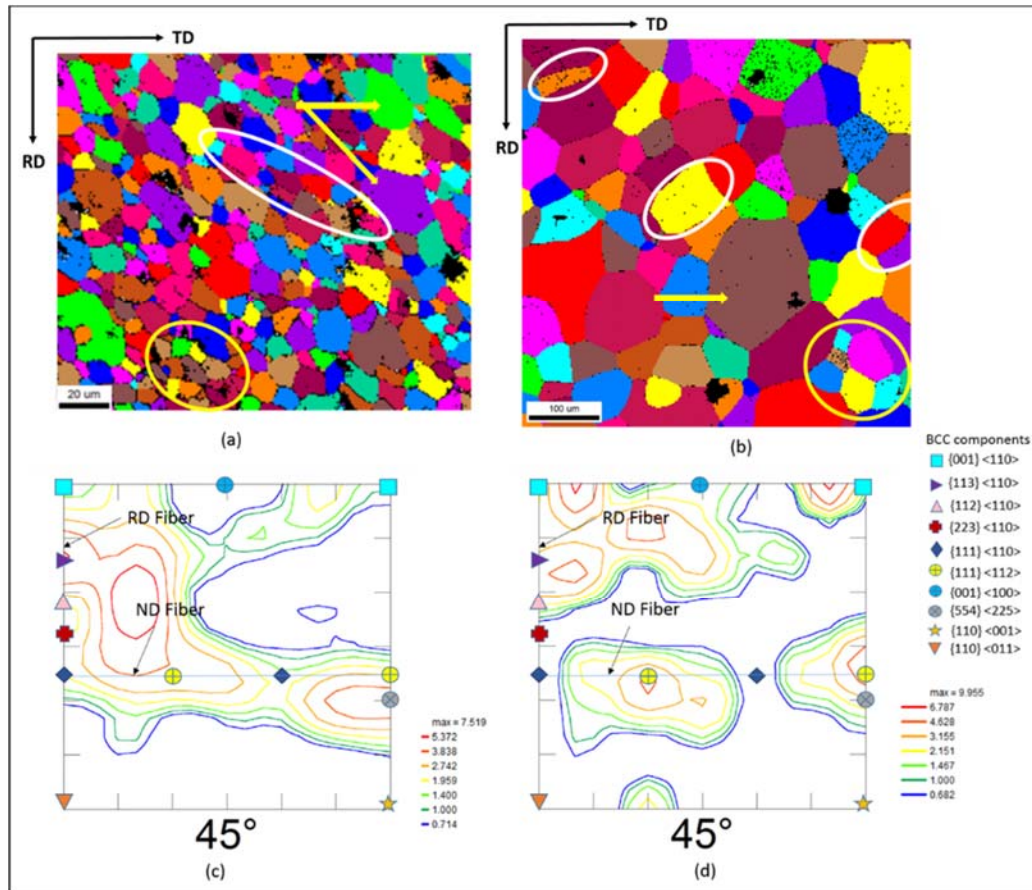 TD
RD
20 um
(a)
TD
RD
100 um
(b)
RD Fiber
ND Fiber
max = 7.519
5.372
3.838
2.742
1.959
1.400
1.000
0.714
45°
(c)
RD Fiber
ND Fiber
45°
(d)
BCC components
{001} <110>
{113} <110>
{112} <110>
{223} <110>
{111} <110>
{111} <112>
{001} <100>
{554} <225>
{110} <001>
{110} <011>
max = 9.955
6.787
4.628
3.155
2.151
1.467
1.000
0.682